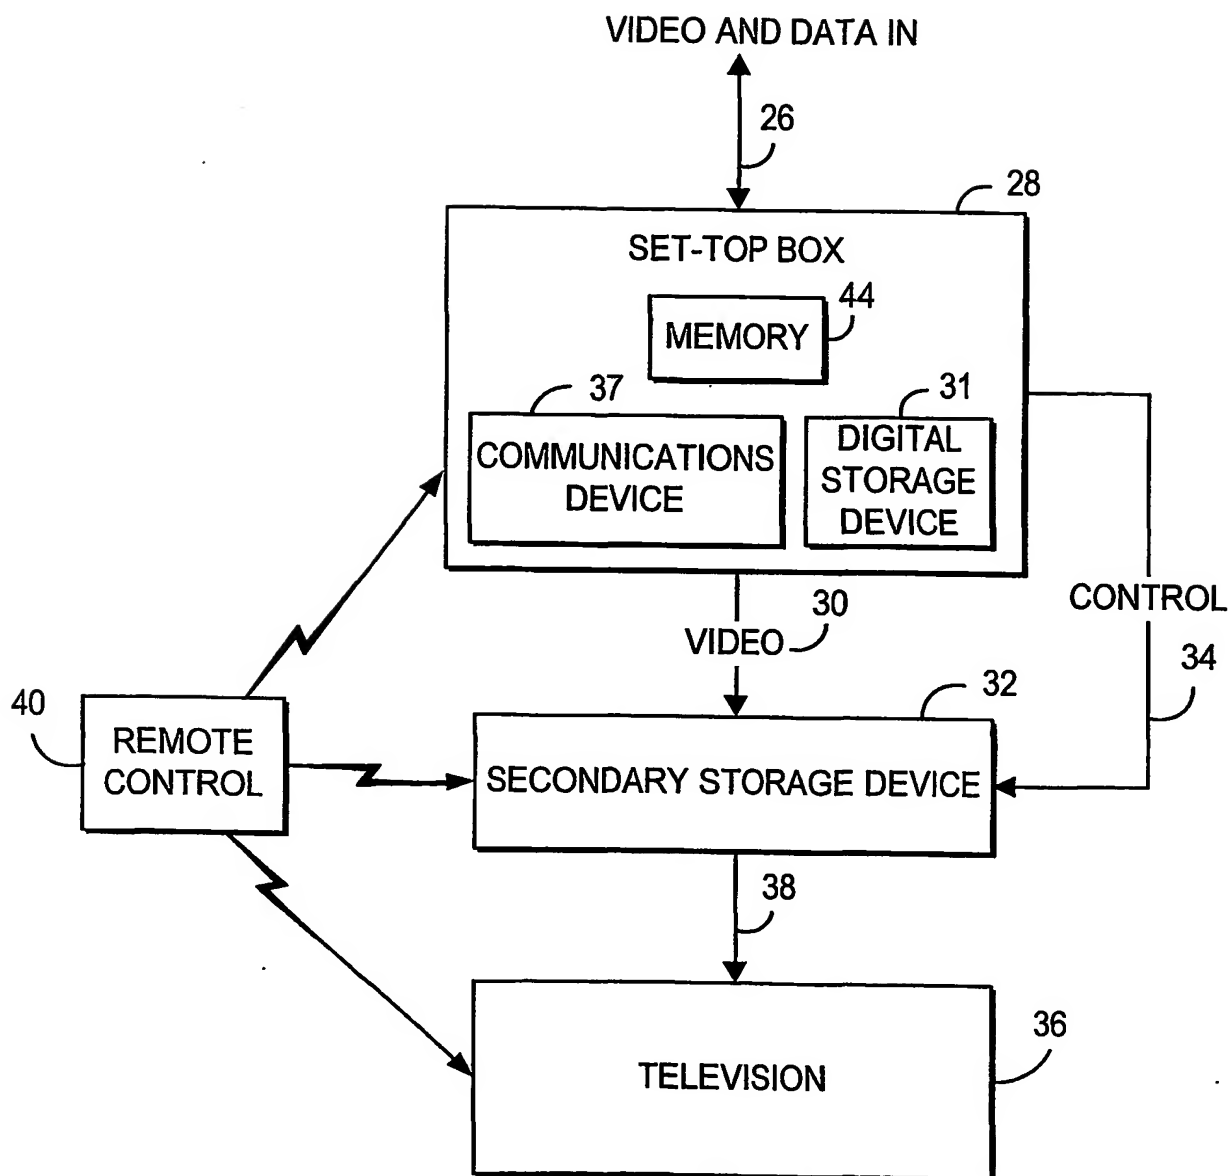 VIDEO AND DATA IN
26
28
SET-TOP BOX
44
MEMORY
37
31
COMMUNICATIONS
DEVICE
DIGITAL
STORAGE
DEVICE
30
VIDEO
CONTROL
34
32
40
REMOTE
CONTROL
SECONDARY STORAGE DEVICE
38
36
TELEVISION